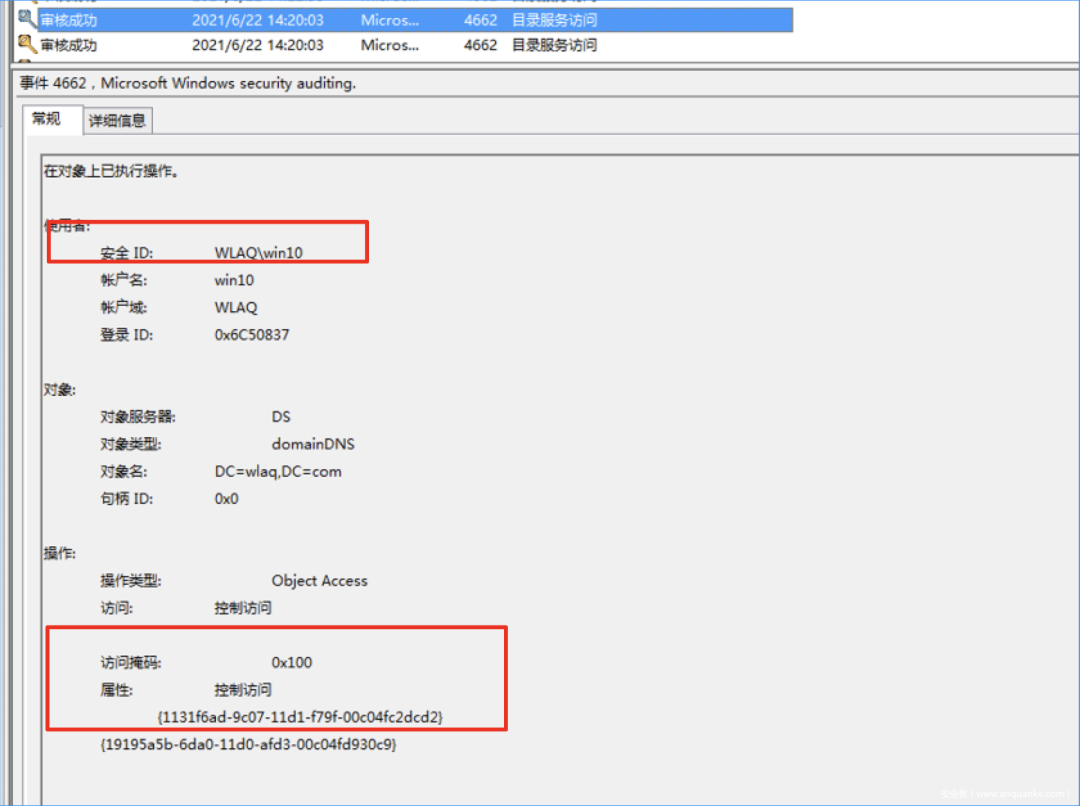 审核成功 2021/6/22 14:20:03 Micros... 4662 目录服务访问
审核成功 2021/6/22 14:20:03 Micros... 4662 目录服务访问
事件 4662，Microsoft Windows security auditing.
常规 详细信息
在对象上已执行操作。
使用者:
安全 ID: WLAQ\win10
帐户名: win10
帐户域: WLAQ
登录 ID: 0x6C50837
对象:
对象服务器: DS
对象类型: domainDNS
对象名: DC=wlaq,DC=com
句柄 ID: 0x0
操作:
操作类型: Object Access
访问: 控制访问
访问掩码: 0x100
属性: 控制访问
{1131f6ad-9c07-11d1-f79f-00c04fc2dcd2}
{19195a5b-6da0-11d0-afd3-00c04fd930c9}